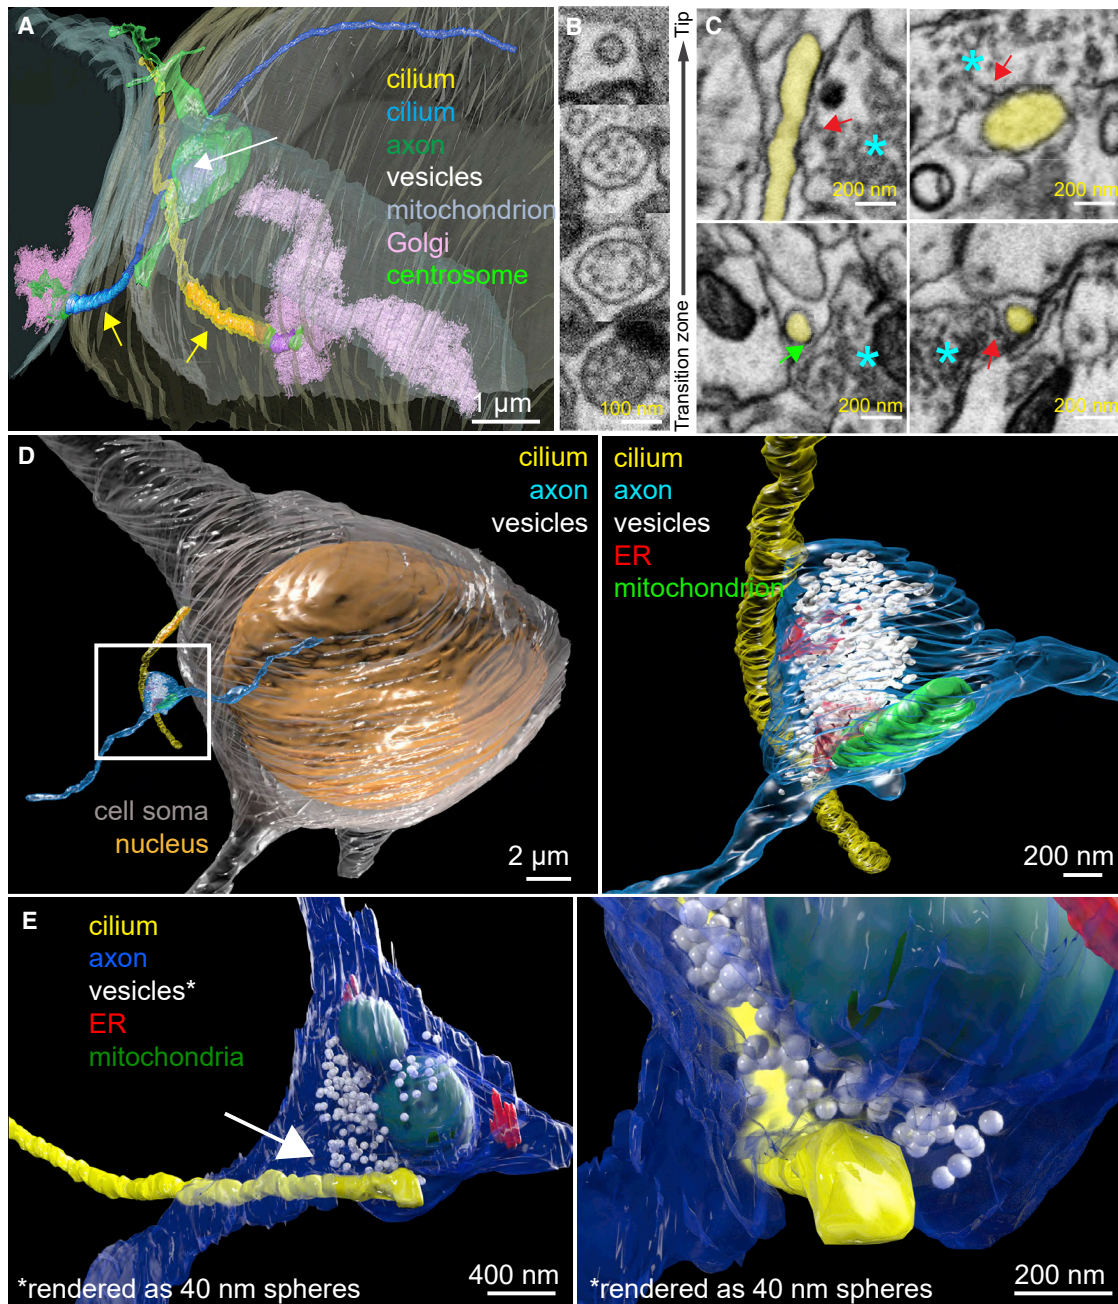 A
cilium
cilium
axon
vesicles
mitochondrion
Golgi
centrosome
1 µm
B
100 nm
Tip
Transition zone
C
200 nm
200 nm
200 nm
200 nm
D
cilium
axon
vesicles
cell soma
nucleus
2 µm
cilium
axon
vesicles
ER
mitochondrion
200 nm
E
cilium
axon
vesicles*
ER
mitochondria
*rendered as 40 nm spheres
400 nm
*rendered as 40 nm spheres
200 nm